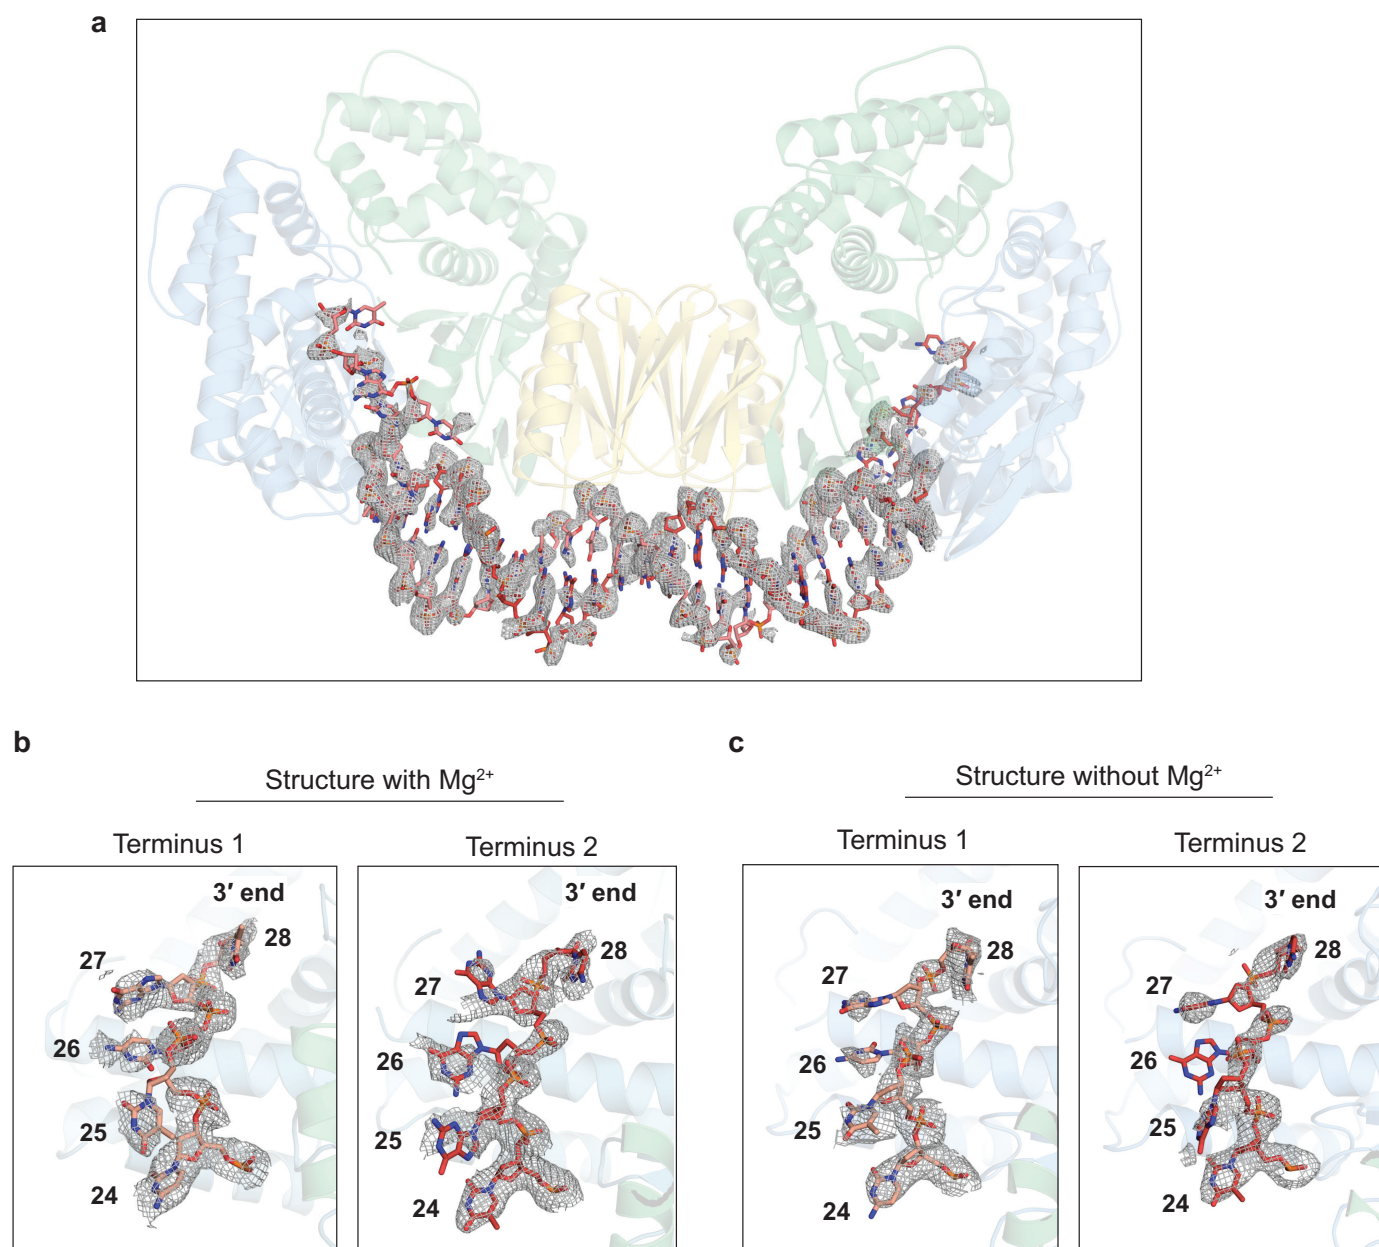 a
b
c
Structure with Mg²⁺
Structure without Mg²⁺
Terminus 1
Terminus 2
Terminus 1
Terminus 2
3′ end
28
27
26
25
24
3′ end
28
27
26
25
24
3′ end
28
27
26
25
24
3′ end
28
27
26
25
24